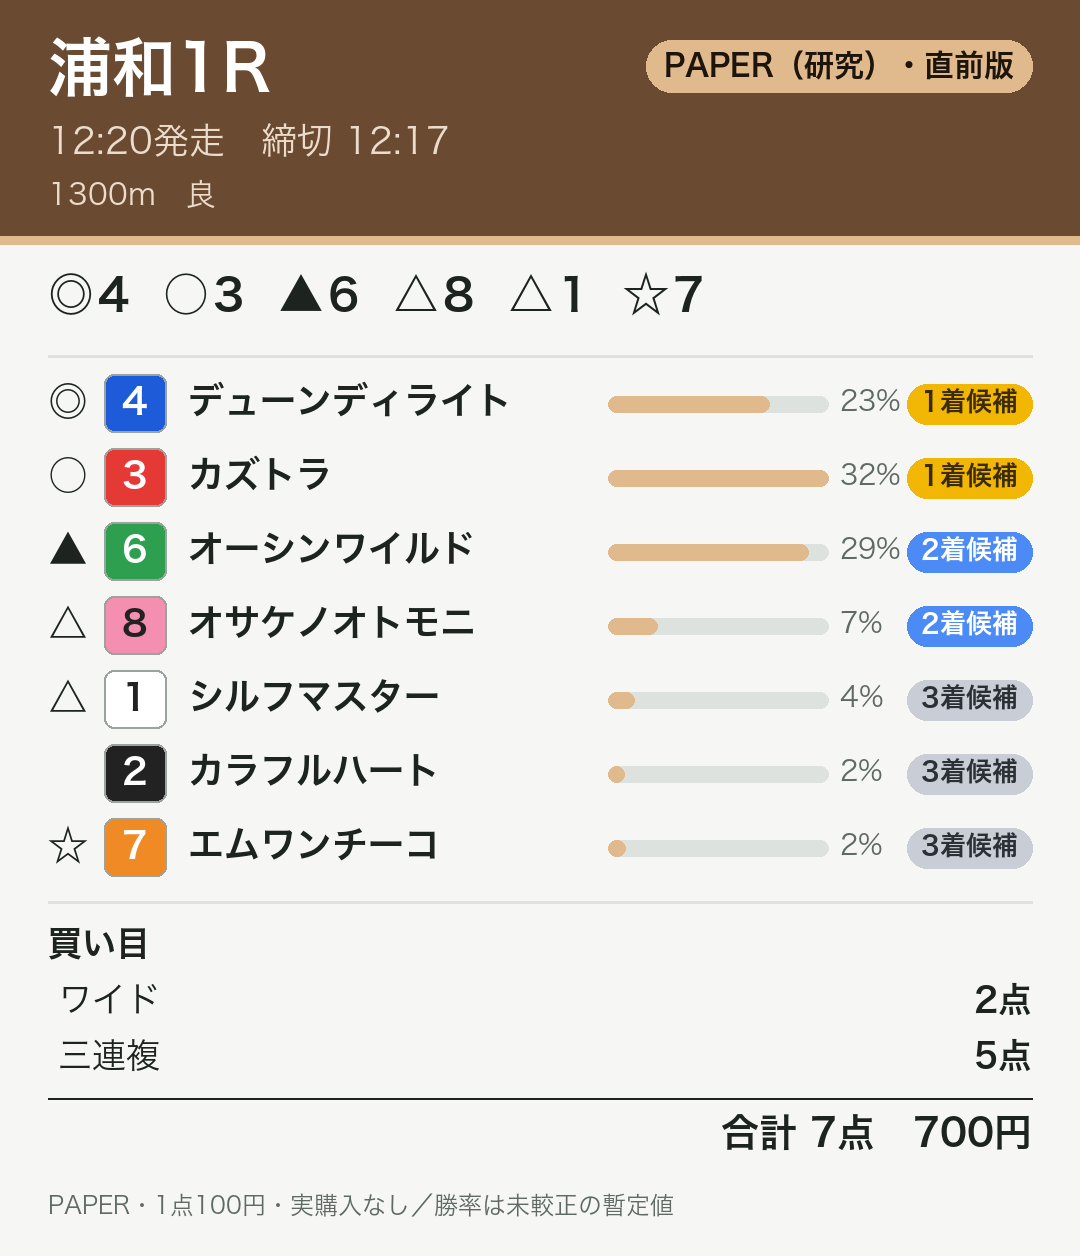 浦和1R
PAPER（研究）・直前版
12:20発走　締切 12:17
1300m　良
◎4 ○3 ▲6 △8 △1 ☆7
◎ 4 デューンディライト 23% 1着候補
○ 3 カズトラ 32% 1着候補
▲ 6 オーシンワイルド 29% 2着候補
△ 8 オサケノオトモニ 7% 2着候補
△ 1 シルフマスター 4% 3着候補
2 カラフルハート 2% 3着候補
☆ 7 エムワンチーコ 2% 3着候補
買い目
ワイド 2点
三連複 5点
合計 7点　700円
PAPER・1点100円・実購入なし／勝率は未較正の暫定値